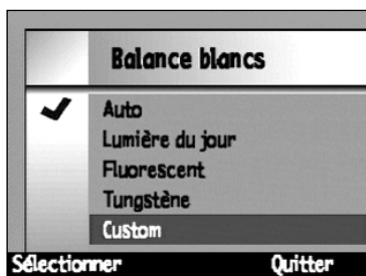 Balance blancs
Auto
Lumière du jour
Fluorescent
Tungstène
Custom
Sélectionner Quitter